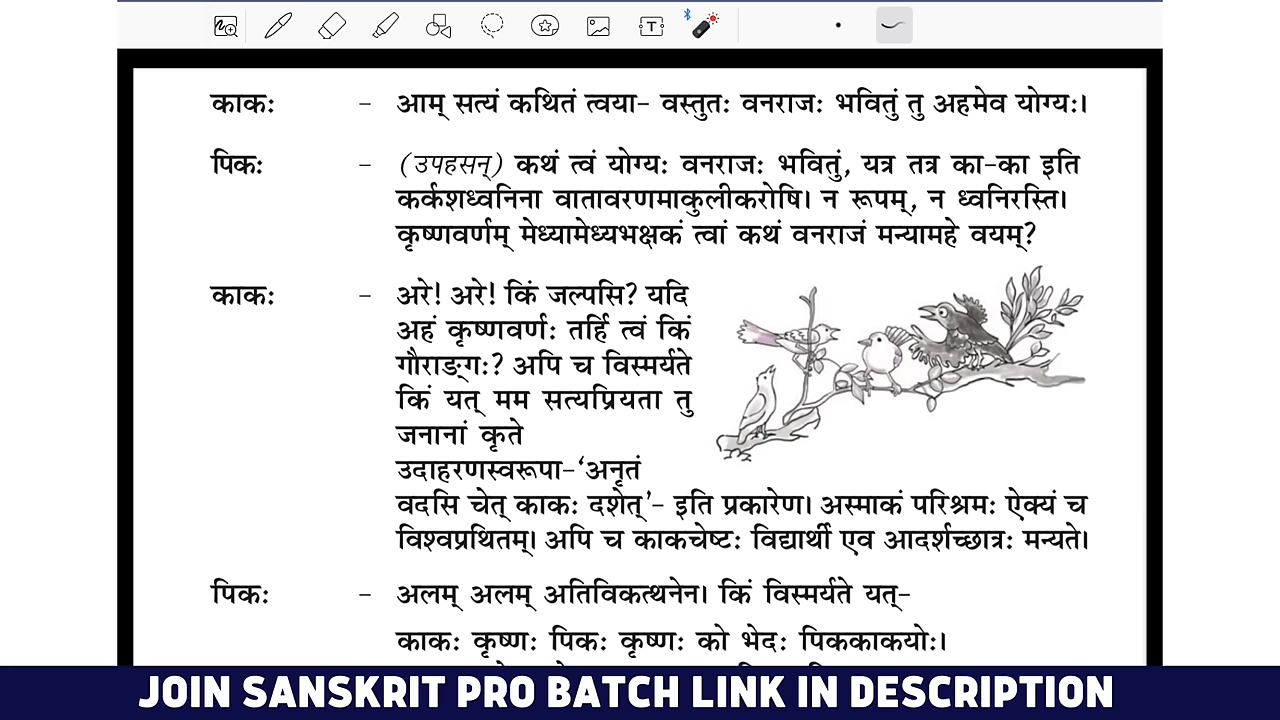 काकः - आम् सत्यं कथितं त्वया- वस्तुतः वनराजः भवितुं तु अहमेव योग्यः।
पिकः - (उपहसन्) कथं त्वं योग्यः वनराजः भवितुं, यत्र तत्र का-का इति
कर्कशध्वनिना वातावरणमाकुलीकरोषि। न रूपम्, न ध्वनिरस्ति।
कृष्णवर्णम् मेध्यामेध्यभक्षकं त्वां कथं वनराजं मन्यामहे वयम्?
काकः - अरे! अरे! किं जल्पसि? यदि
अहं कृष्णवर्णः तर्हि त्वं किं
गौराङ्गः? अपि च विस्मर्यते
किं यत् मम सत्यप्रियता तु
जनानां कृते
उदाहरणस्वरूपा-‘अनृतं
वदसि चेत् काकः दशेत्’- इति प्रकारेण। अस्माकं परिश्रमः ऐक्यं च
विश्वप्रथितम्। अपि च काकचेष्टः विद्यार्थी एव आदर्शच्छात्रः मन्यते।
पिकः - अलम् अलम् अतिविकत्थनेन। किं विस्मर्यते यत्-
काकः कृष्णः पिकः कृष्णः को भेदः पिककाकयोः।
JOIN SANSKRIT PRO BATCH LINK IN DESCRIPTION